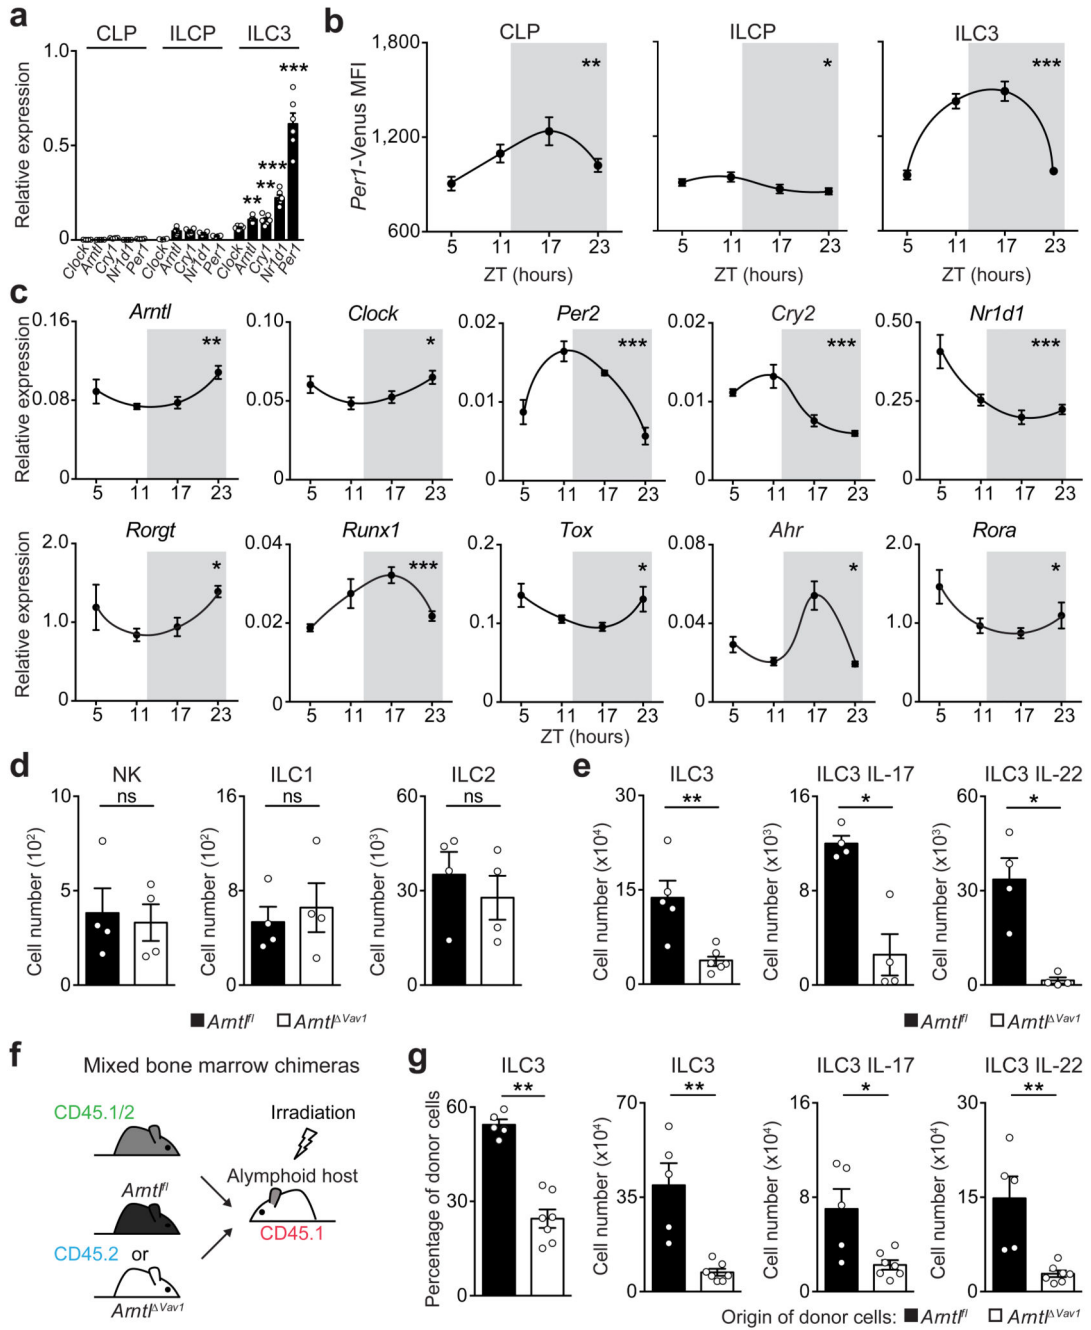 a
CLP ILCP ILC3
Relative expression
1.0
0.5
0
** ** *** ***
Clock Arntl Cry1 Nr1d1 Per1 Clock Arntl Cry1 Nr1d1 Per1 Clock Arntl Cry1 Nr1d1 Per1
b
CLP ILCP ILC3
Per1-Venus MFI
1,800
1,200
600
** * ***
5 11 17 23 5 11 17 23 5 11 17 23
ZT (hours) ZT (hours) ZT (hours)
c
Arntl Clock Per2 Cry2 Nr1d1
Relative expression
0.16 0.10 0.02 0.02 0.50
** * *** *** ***
0.08 0.05 0.01 0.01 0.25
0 0 0 0 0
5 11 17 23 5 11 17 23 5 11 17 23 5 11 17 23 5 11 17 23
Rorgt Runx1 Tox Ahr Rora
Relative expression
2.0 0.04 0.2 0.08 2.0
* *** * * *
1.0 0.02 0.1 0.04 1.0
0.0 0 0 0 0
5 11 17 23 5 11 17 23 5 11 17 23 5 11 17 23 5 11 17 23
ZT (hours)
d
NK ILC1 ILC2
ns ns ns
Cell number (10²) Cell number (10²) Cell number (10³)
10 16 60
5 8 30
0 0 0
Arntlfl ArntlΔVav1
e
ILC3 ILC3 IL-17 ILC3 IL-22
** * *
Cell number (x10⁴) Cell number (x10³) Cell number (x10³)
30 16 60
15 8 30
0 0 0
Arntlfl ArntlΔVav1
f
Mixed bone marrow chimeras
CD45.1/2
Irradiation
Arntlfl
Alymphoid host
CD45.1
CD45.2 or
ArntlΔVav1
g
ILC3 ILC3 ILC3 IL-17 ILC3 IL-22
** ** * **
Percentage of donor cells Cell number (x10⁴) Cell number (x10⁴) Cell number (x10⁴)
60 70 16 30
30 35 8 15
0 0 0 0
Origin of donor cells: Arntlfl ArntlΔVav1